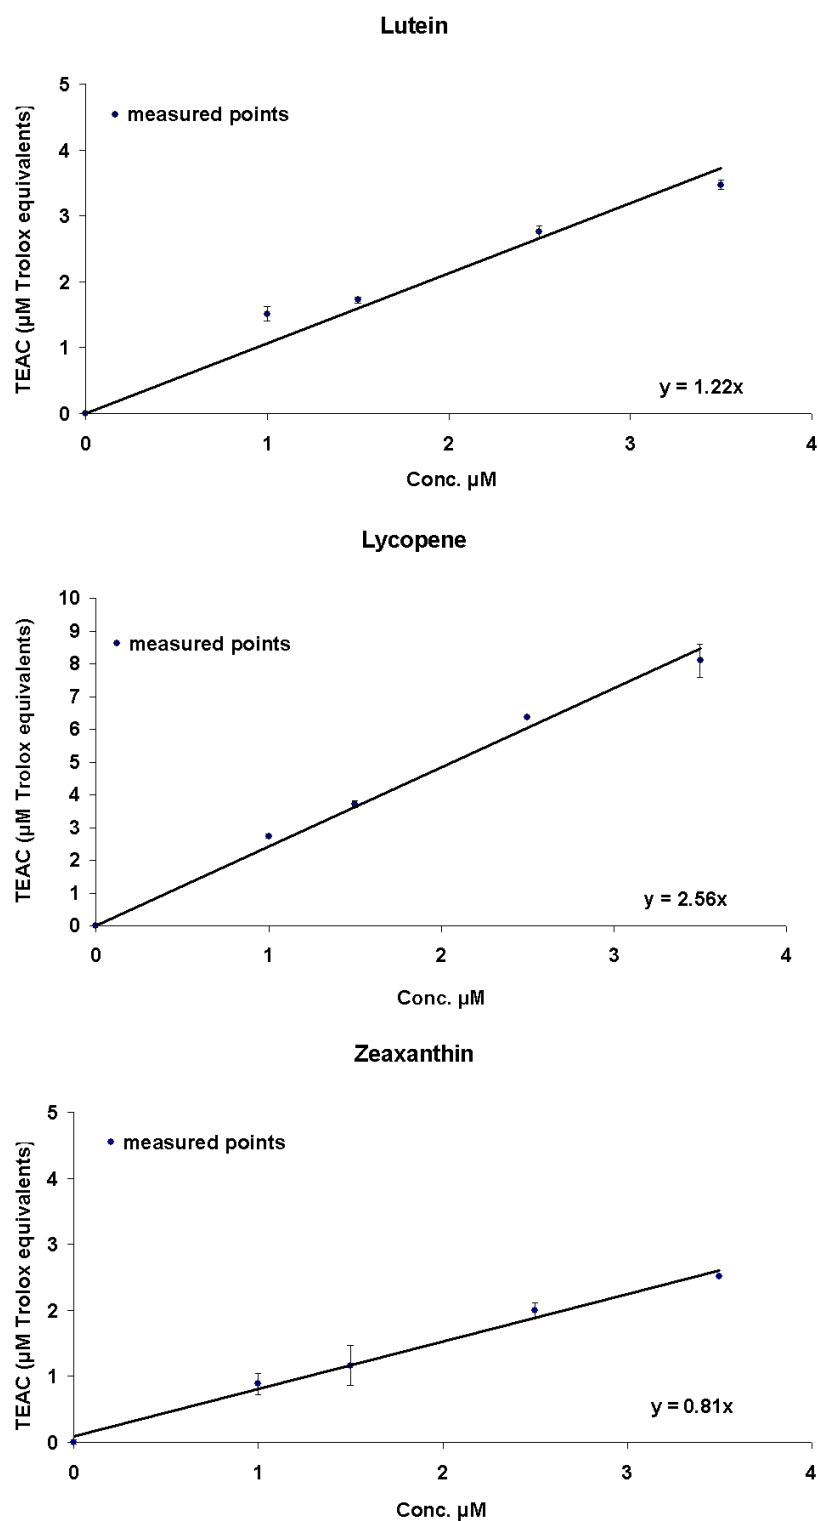 Lutein
TEAC (µM Trolox equivalents)
5
4
3
2
1
0
measured points
y = 1.22x
0 1 2 3 4
Conc. µM
Lycopene
TEAC (µM Trolox equivalents)
10
9
8
7
6
5
4
3
2
1
0
measured points
y = 2.56x
0 1 2 3 4
Conc. µM
Zeaxanthin
TEAC (µM Trolox equivalents)
5
4
3
2
1
0
measured points
y = 0.81x
0 1 2 3 4
Conc. µM